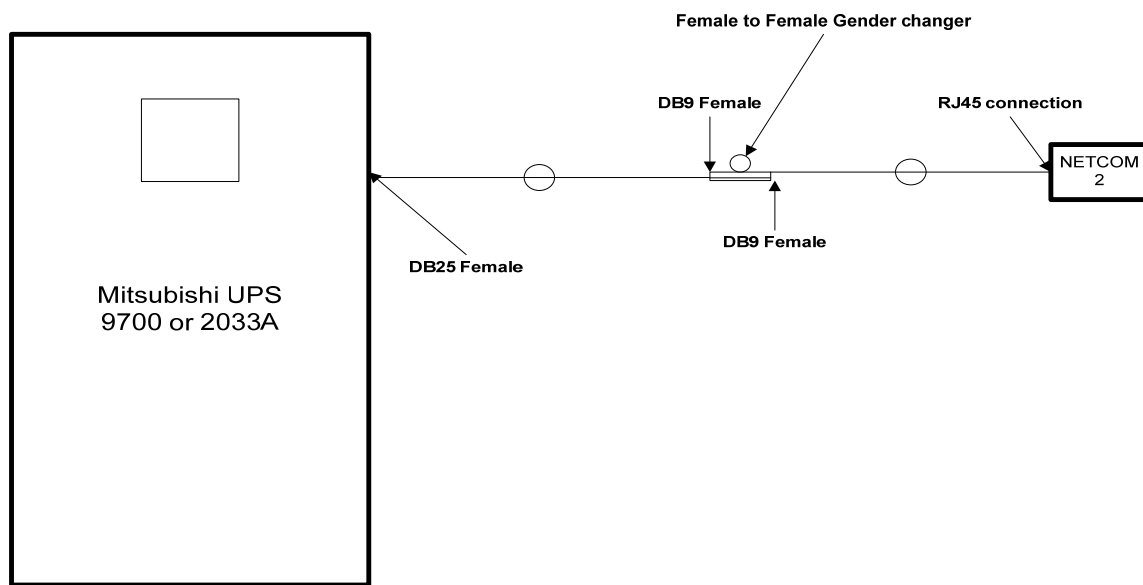 Female to Female Gender changer
DB9 Female
RJ45 connection
NETCOM
2
DB9 Female
DB25 Female
Mitsubishi UPS
9700 or 2033A